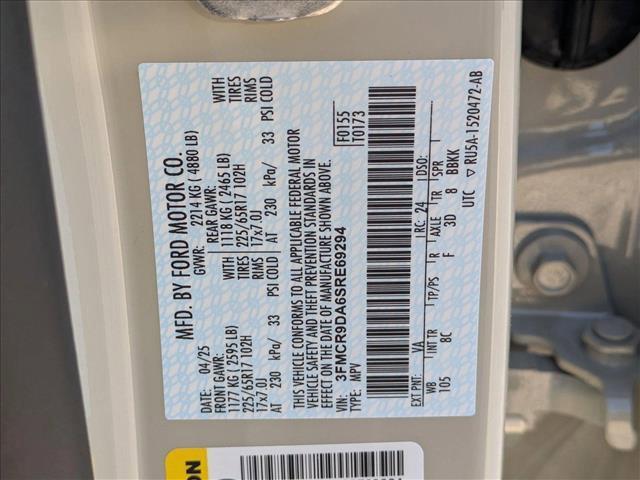 MFD. BY FORD MOTOR CO.
DATE: 04/25 GVWR: 2214 KG ( 4880 LB)
FRONT GAWR: REAR GAWR: WITH
1177 KG ( 2595 LB) 1118 KG ( 2465 LB) TIRES
225/65R17 102H 225/65R17 102H RIMS
17x7.0J 17x7.0J
AT 230 kPa/ 33 PSI COLD AT 230 kPa/ 33 PSI COLD
THIS VEHICLE CONFORMS TO ALL APPLICABLE FEDERAL MOTOR
VEHICLE SAFETY AND THEFT PREVENTION STANDARDS IN
EFFECT ON THE DATE OF MANUFACTURE SHOWN ABOVE.
VIN: 3FMCR9DA6SRE69294
TYPE: MPV
F0155
T0173
EXT PNT: VA RC: 24 DSO:
WB INT TR TP/PS R AXLE TR SPR
105 8C F 3D 8 BBKK
UTC ▽ RU5A-1520472-AB
WITH
TIRES
RIMS
ON